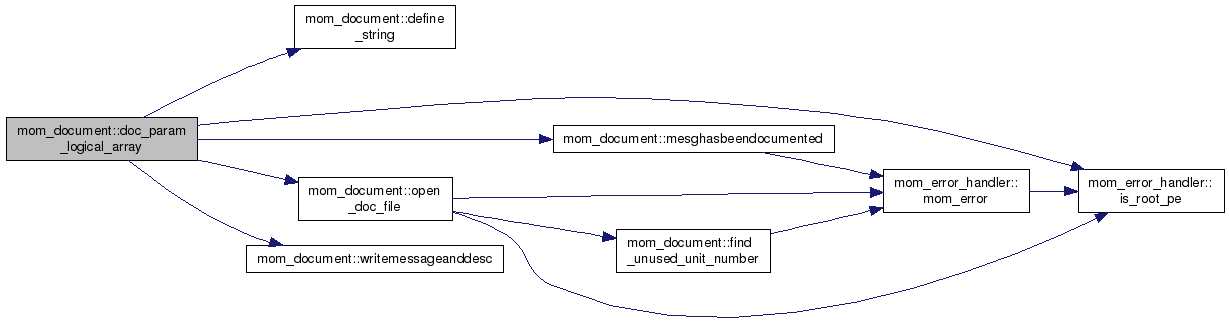 mom_document::define
_string
mom_document::doc_param
_logical_array
mom_document::mesghasbeendocumented
mom_document::open
_doc_file
mom_error_handler::
mom_error
mom_error_handler::
is_root_pe
mom_document::find
_unused_unit_number
mom_document::writemessageanddesc